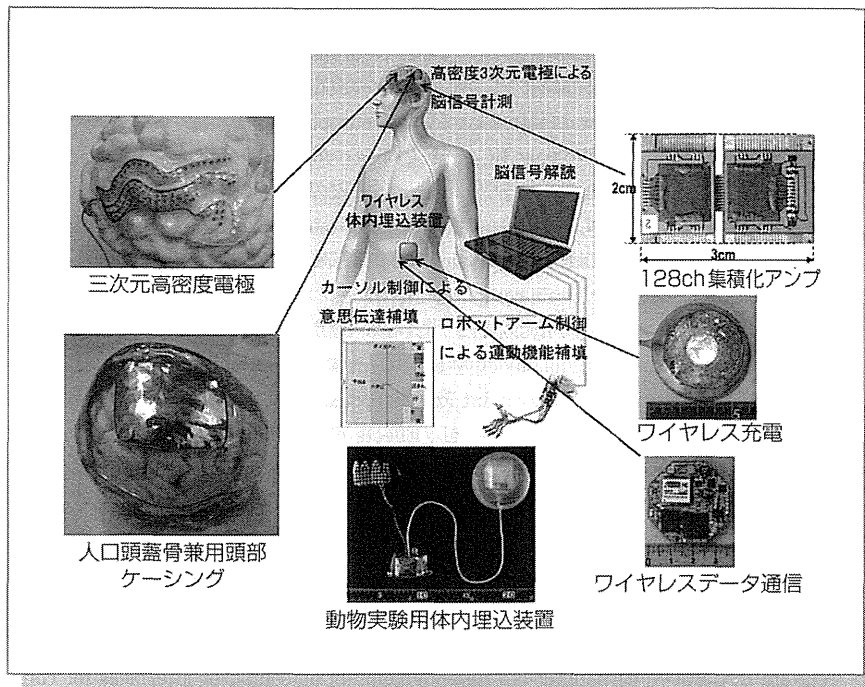 高密度3次元電極による
脳信号計測
脳信号解読
ワイヤレス
体内埋込装置
カーソル制御による
意思伝達補填
ロボットアーム制御
による運動機能補填
三次元高密度電極
人口頭蓋骨兼用頭部
ケーシング
動物実験用体内埋込装置
2cm
3cm
128ch集積化アンプ
ワイヤレス充電
ワイヤレスデータ通信